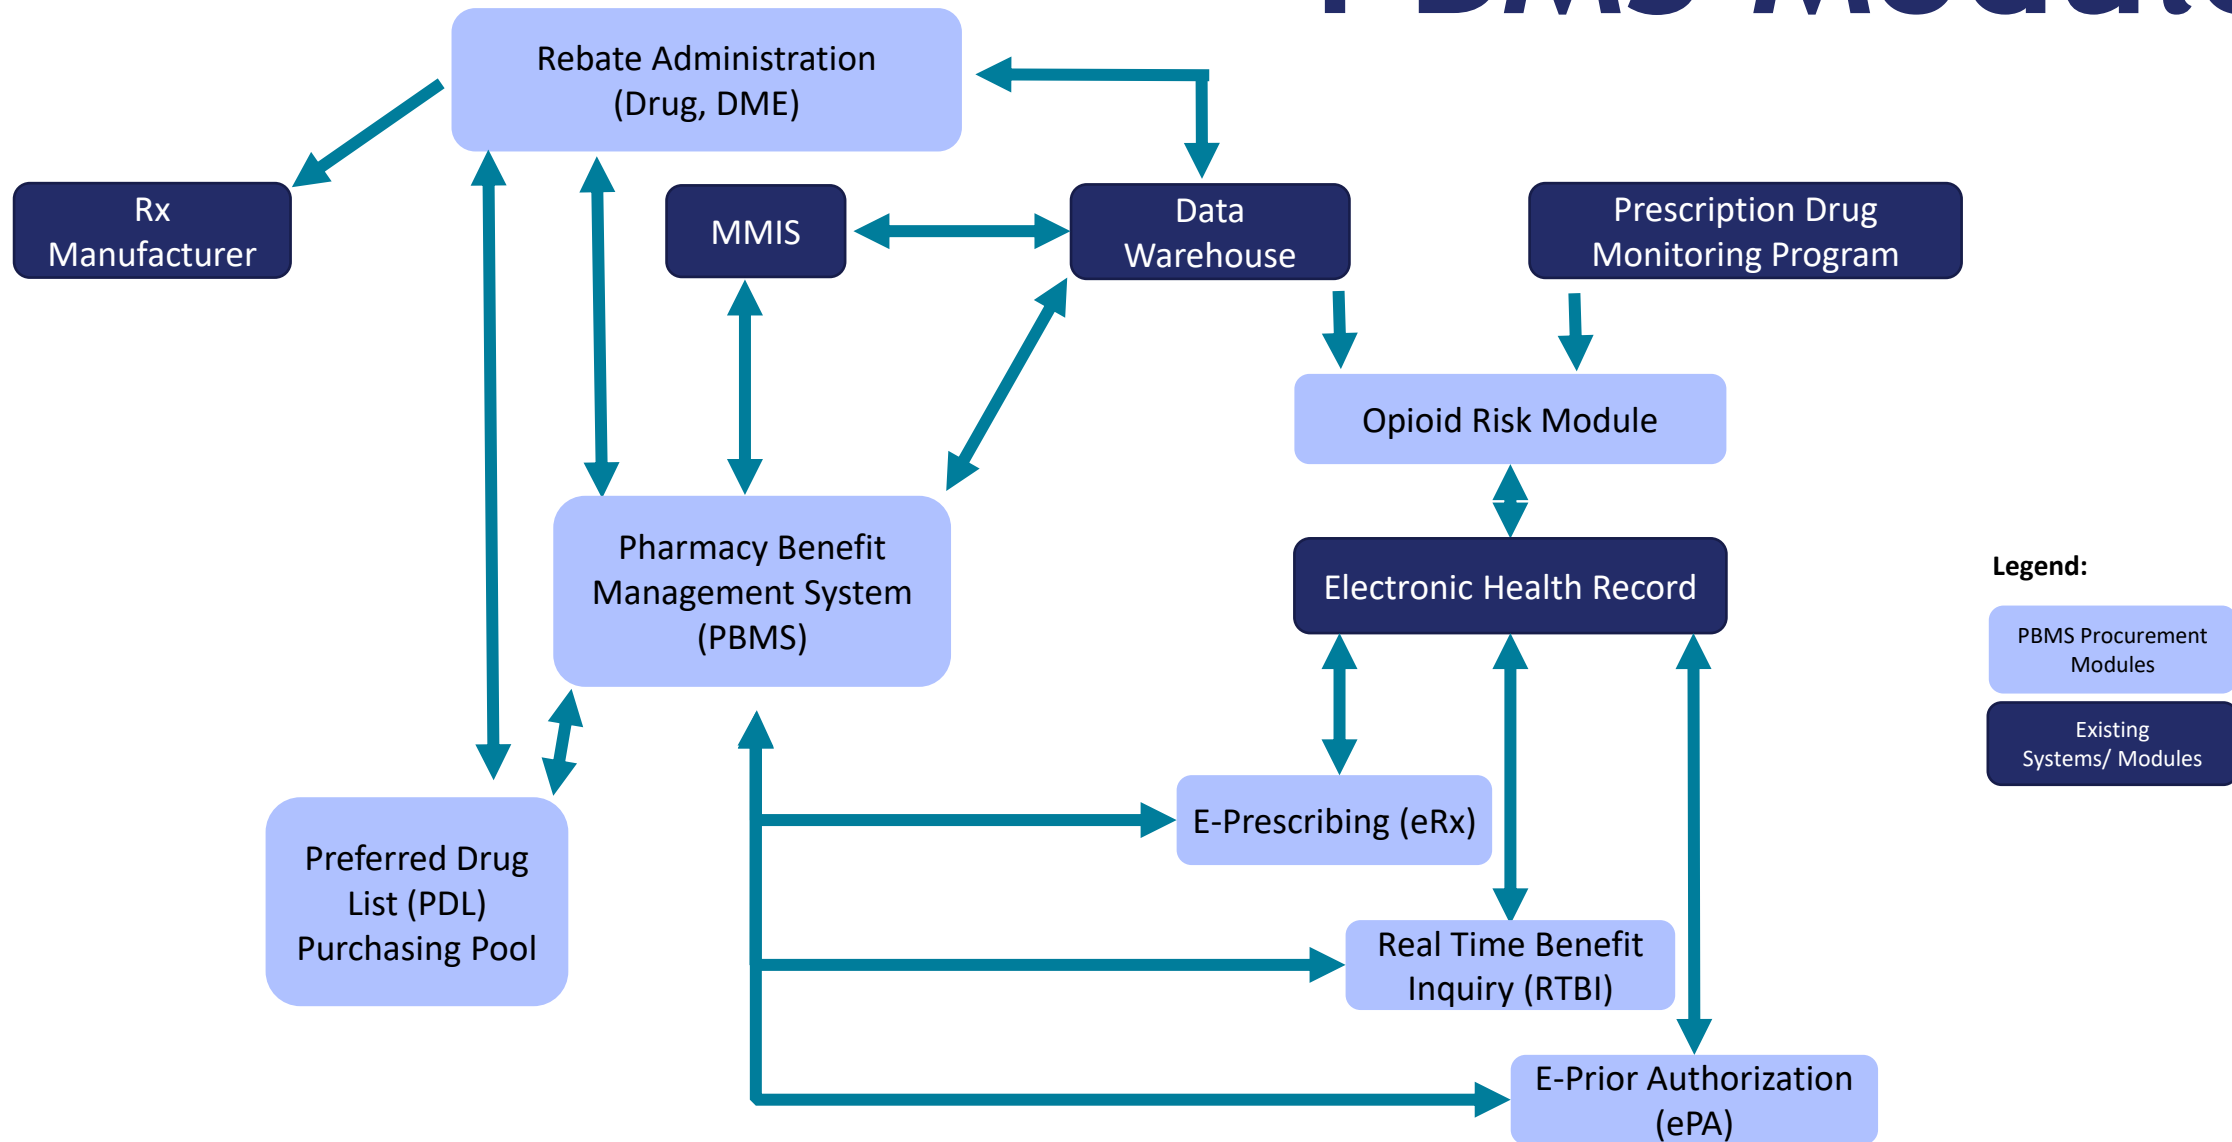 PBMS Module
Rebate Administration
(Drug, DME)
Rx
Manufacturer
MMIS
Data
Warehouse
Prescription Drug
Monitoring Program
Opioid Risk Module
Pharmacy Benefit
Management System
(PBMS)
Electronic Health Record
Legend:
PBMS Procurement
Modules
Existing
Systems/ Modules
E-Prescribing (eRx)
Preferred Drug
List (PDL)
Purchasing Pool
Real Time Benefit
Inquiry (RTBI)
E-Prior Authorization
(ePA)